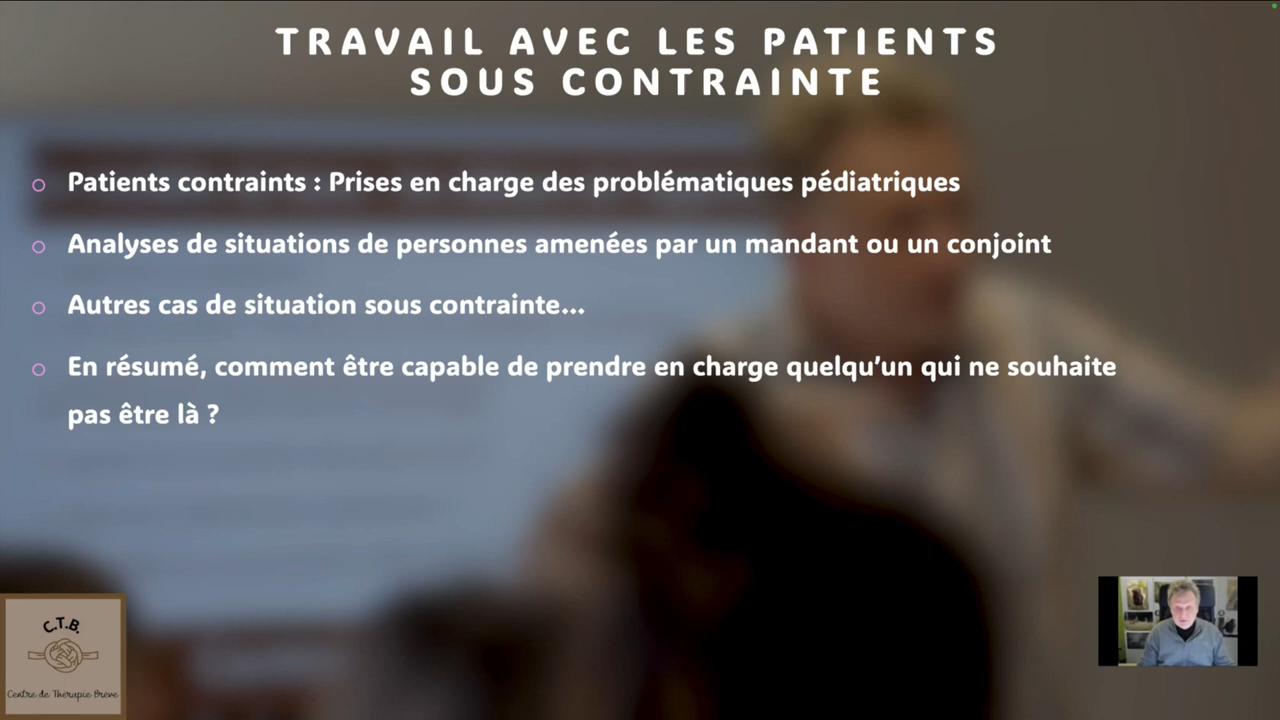 TRAVAIL AVEC LES PATIENTS
SOUS CONTRAINTE
Patients contraints : Prises en charge des problématiques pédiatriques
Analyses de situations de personnes amenées par un mandant ou un conjoint
Autres cas de situation sous contrainte...
En résumé, comment être capable de prendre en charge quelqu’un qui ne souhaite
pas être là ?
C.T.B.
Centre de Thérapie Brève